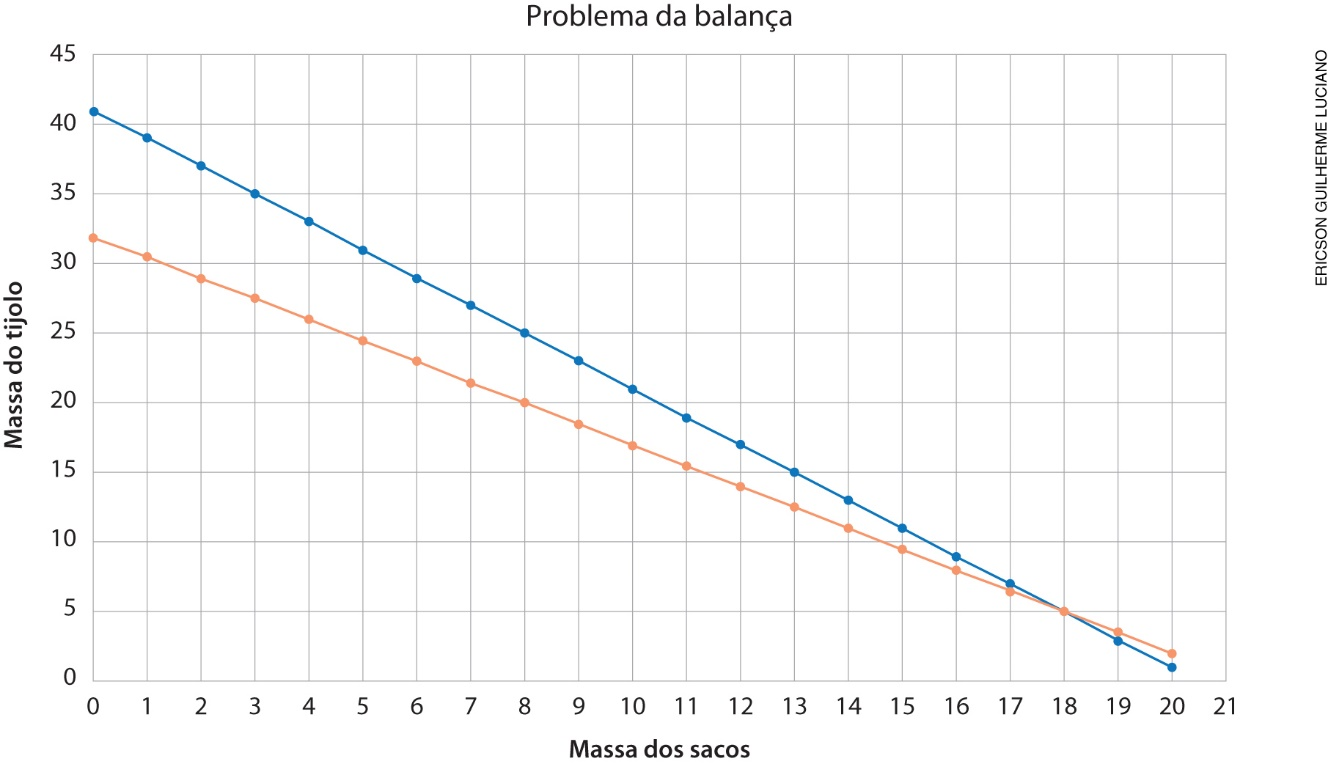 Problema da balança
ERICSON GUILHERME LUCIANO
Massa do tijolo
45
40
35
30
25
20
15
10
5
0
0 1 2 3 4 5 6 7 8 9 10 11 12 13 14 15 16 17 18 19 20 21
Massa dos sacos